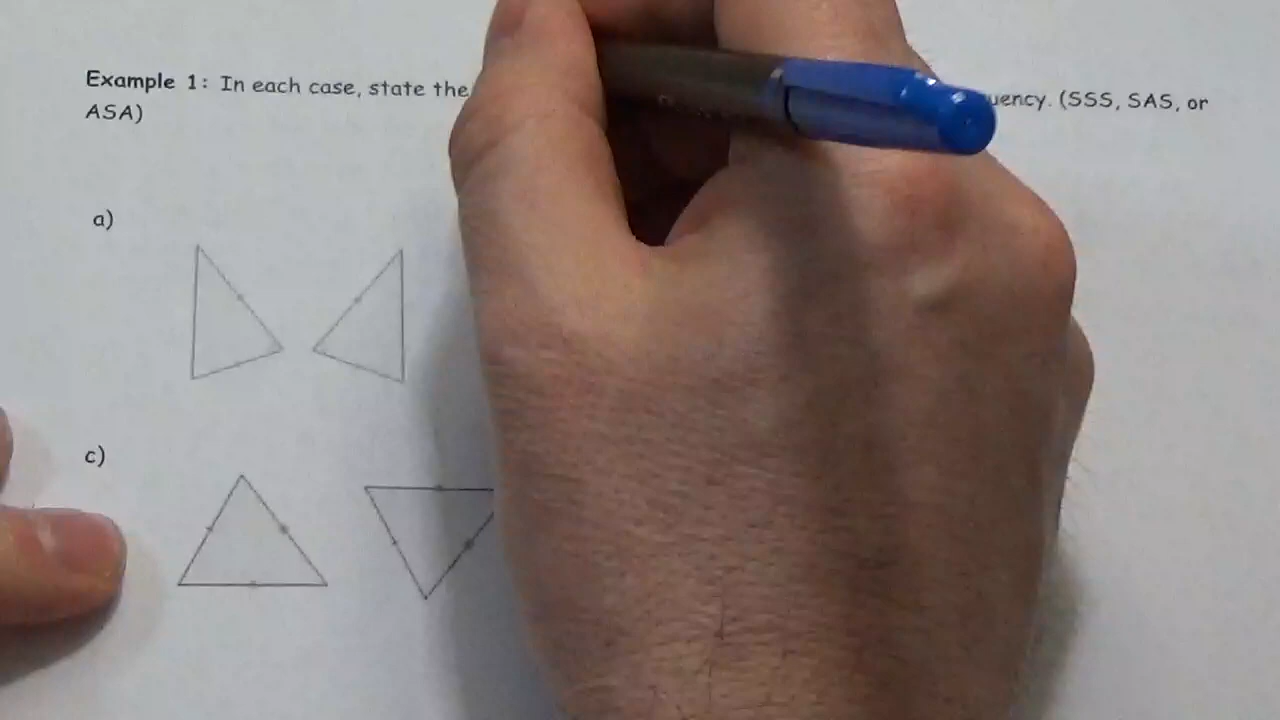 Example 1: In each case, state the uency. (SSS, SAS, or
ASA)
a)
c)